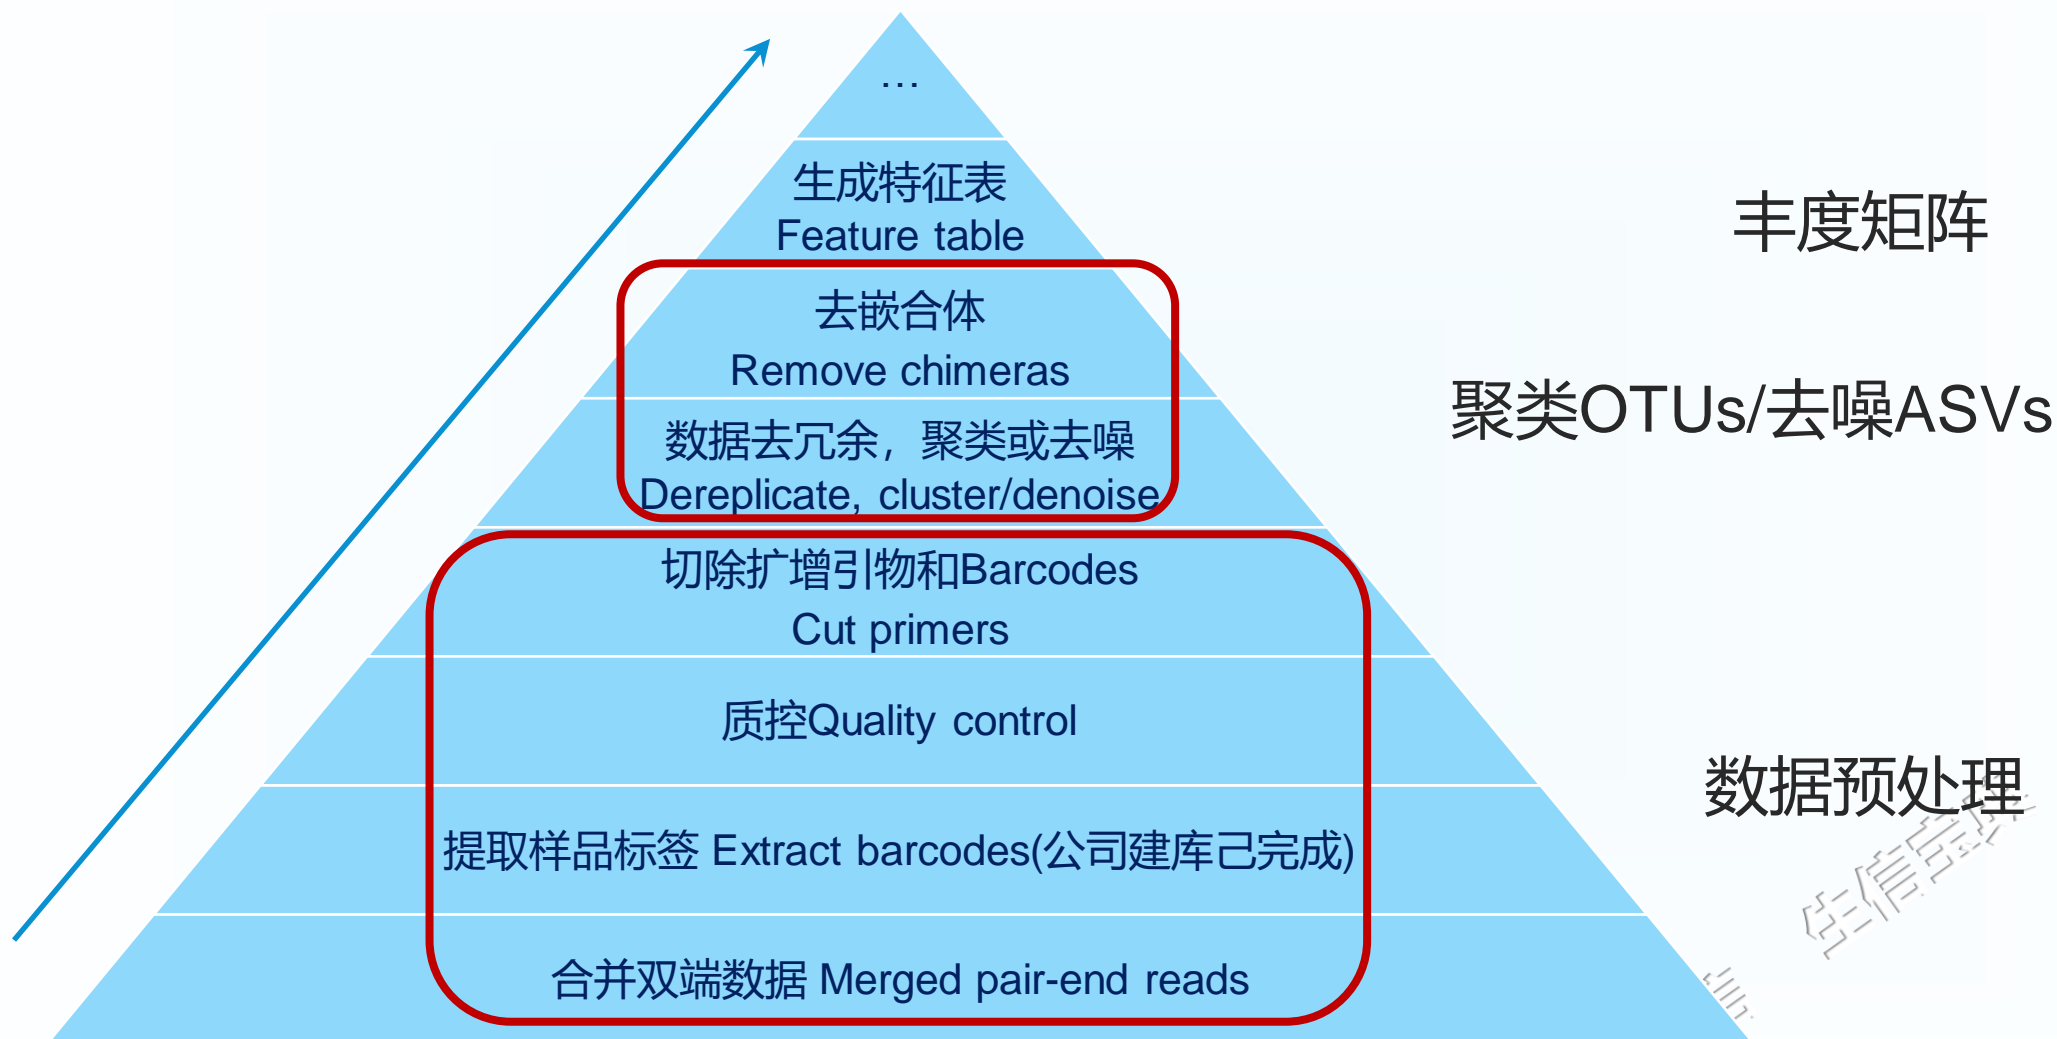 …
生成特征表
Feature table
丰度矩阵
去嵌合体
Remove chimeras
聚类OTUs/去噪ASVs
数据去冗余，聚类或去噪
Dereplicate, cluster/denoise
切除扩增引物和Barcodes
Cut primers
质控Quality control
数据预处理
提取样品标签 Extract barcodes(公司建库己完成)
合并双端数据 Merged pair-end reads